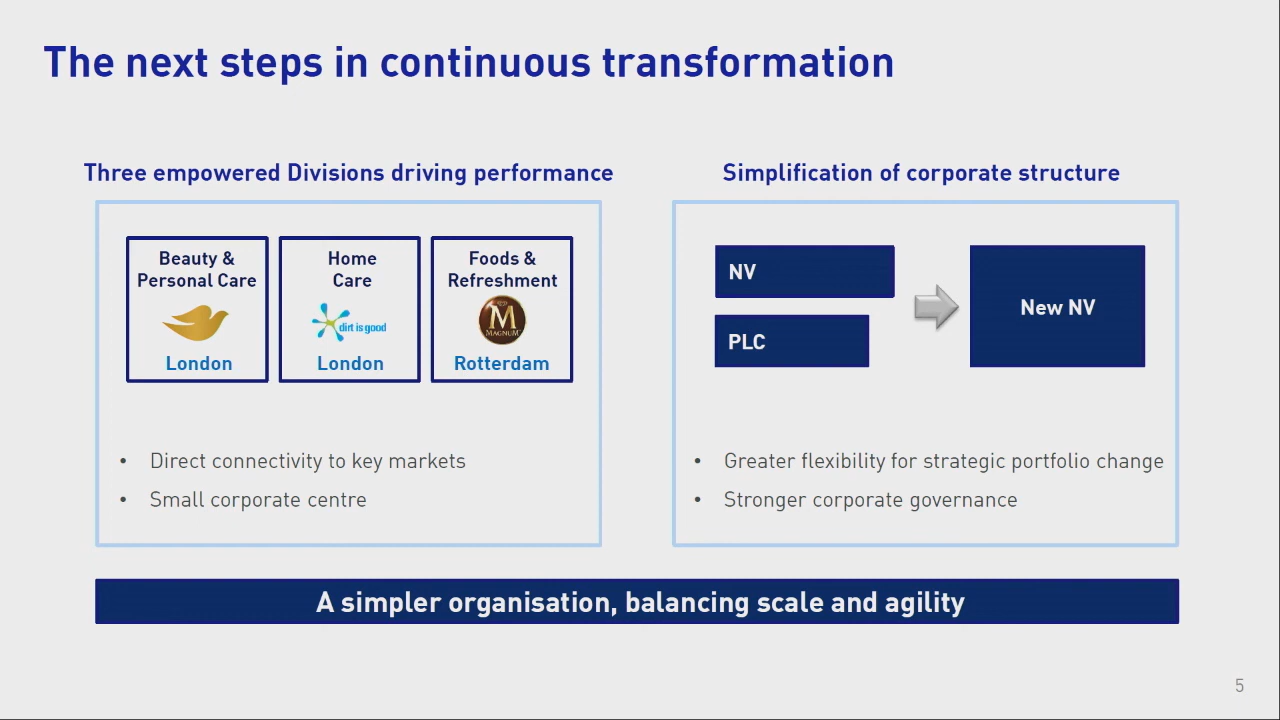 The next steps in continuous transformation
Three empowered Divisions driving performance
Beauty &
Personal Care
London
Home
Care
dirt is good
London
Foods &
Refreshment
M
MAGNUM
Rotterdam
• Direct connectivity to key markets
• Small corporate centre
Simplification of corporate structure
NV
PLC
New NV
• Greater flexibility for strategic portfolio change
• Stronger corporate governance
A simpler organisation, balancing scale and agility
5